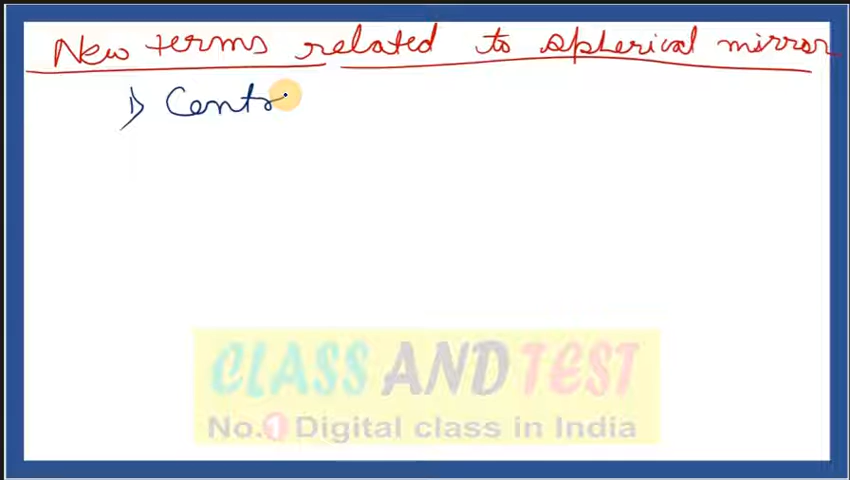 New terms related to spherical mirror
1) Centr
CLASS AND TEST
No.1 Digital class in India